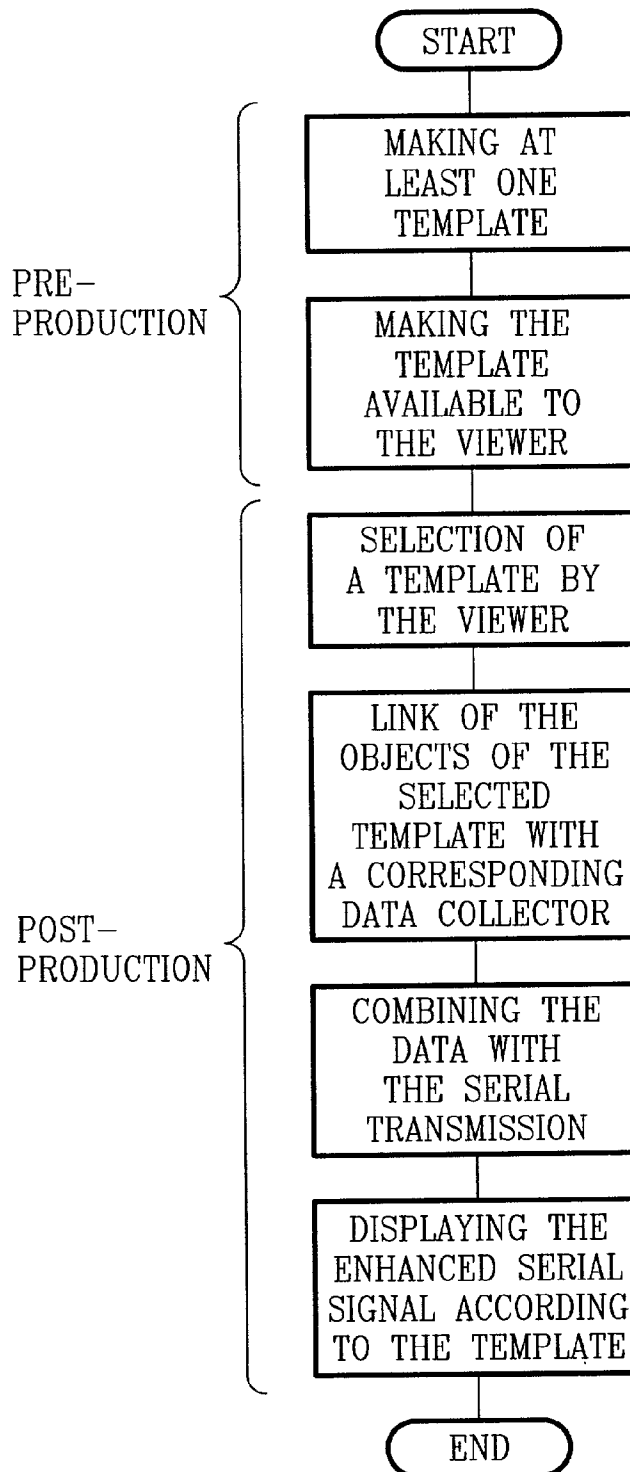 START
MAKING AT
LEAST ONE
TEMPLATE
PRE-
PRODUCTION
MAKING THE
TEMPLATE
AVAILABLE TO
THE VIEWER
SELECTION OF
A TEMPLATE BY
THE VIEWER
LINK OF THE
OBJECTS OF THE
SELECTED
TEMPLATE WITH
A CORRESPONDING
DATA COLLECTOR
POST-
PRODUCTION
COMBINING THE
DATA WITH
THE SERIAL
TRANSMISSION
DISPLAYING THE
ENHANCED SERIAL
SIGNAL ACCORDING
TO THE TEMPLATE
END